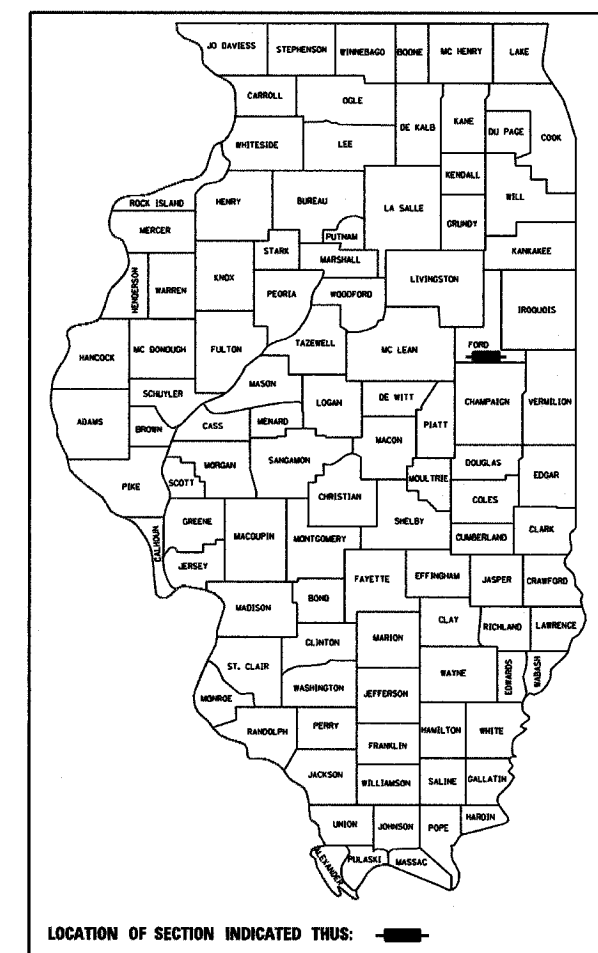 JO DAVIESS STEPHENSON WINNEBAGO BOONE MC HENRY LAKE
CARROLL OGLE DE KALB KANE DU PAGE COOK
WHITESIDE LEE
KENDALL WILL
ROCK ISLAND HENRY BUREAU LA SALLE GRUNDY
MERCER PUTNAM
STARK MARSHALL KANKAKEE
HENDERSON WARREN KNOX PEORIA WOODFORD LIVINGSTON IROQUOIS
FORD
HANCOCK MC DONOUGH FULTON TAZEWELL MC LEAN
MASON
SCHUYLER LOGAN DE WITT CHAMPAIGN VERMILION
ADAMS BROWN CASS MENARD PIATT
MACON
MORGAN SANGAMON DOUGLAS
PIKE SCOTT MOULTRIE EDGAR
CHRISTIAN COLES
GREENE SHELBY
CALHOUN MACOUPIN MONTGOMERY CUMBERLAND CLARK
JERSEY FAYETTE EFFINGHAM JASPER CRAWFORD
MADISON BOND
CLAY RICHLAND LAWRENCE
CLINTON MARION
ST. CLAIR WAYNE EDWARDS WABASH
WASHINGTON JEFFERSON
MONROE
RANDOLPH PERRY HAMILTON WHITE
FRANKLIN
JACKSON WILLIAMSON SALINE GALLATIN
UNION JOHNSON POPE HARDIN
ALEXANDER PULASKI MASSAC
LOCATION OF SECTION INDICATED THUS: